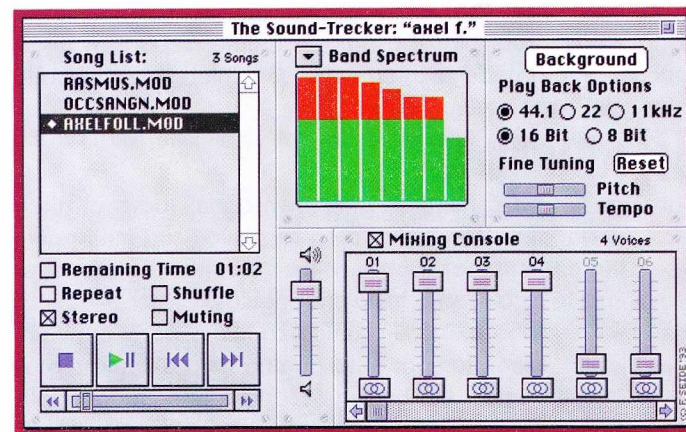 The Sound-Trecker: “axel f.”
Song List: 3 Songs
RASMUS.MOD
OCCSANGN.MOD
AXELFOLL.MOD
Remaining Time 01:02
Repeat Shuffle
Stereo Muting
Band Spectrum
Background
Play Back Options
44.1 22 11kHz
16 Bit 8 Bit
Fine Tuning Reset
Pitch
Tempo
Mixing Console 4 Voices
01 02 03 04 05 06
© F.SEIDE'93